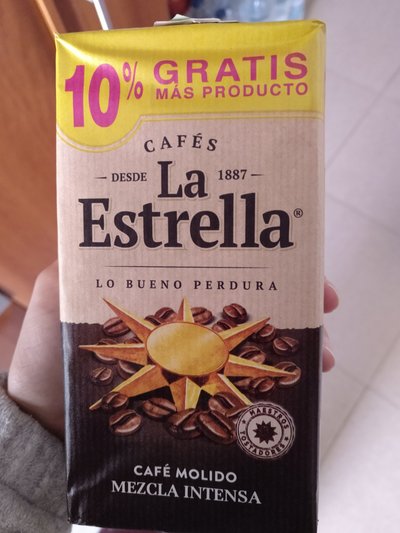 10% GRATIS
MÁS PRODUCTO
CAFÉS
DESDE La 1887
Estrella®
LO BUENO PERDURA
MAESTROS
TOSTADORES
CAFÉ MOLIDO
MEZCLA INTENSA